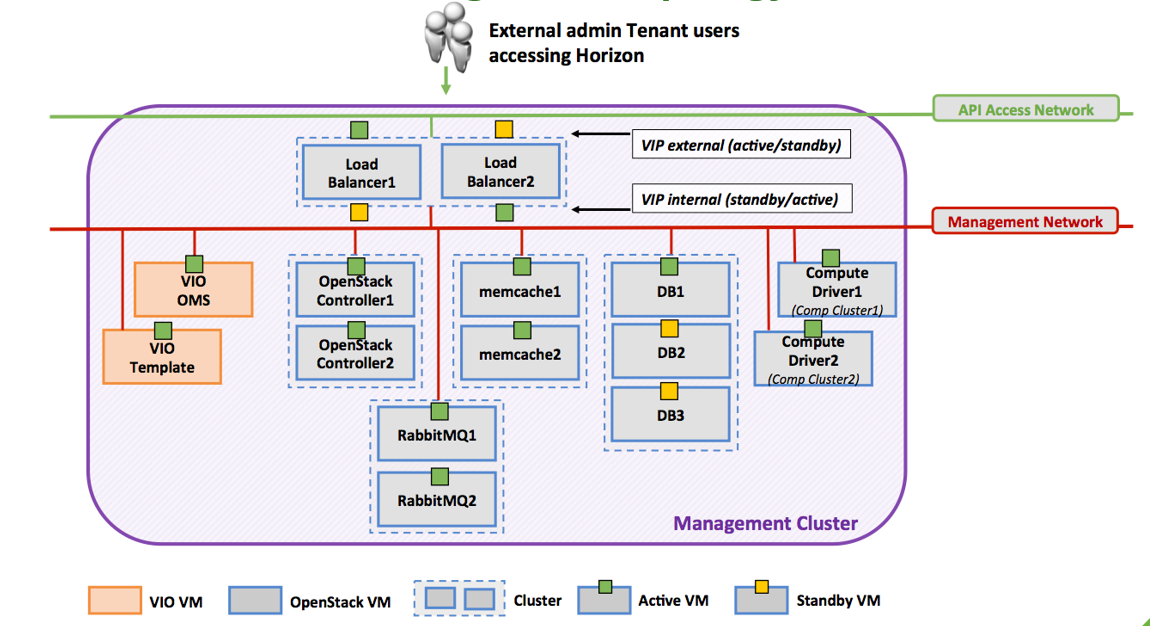 External admin Tenant users
accessing Horizon
API Access Network
VIP external (active/standby)
Load
Balancer1
Load
Balancer2
VIP internal (standby/active)
Management Network
VIO
OMS
VIO
Template
OpenStack
Controller1
OpenStack
Controller2
memcache1
memcache2
DB1
DB2
DB3
Compute
Driver1
(Comp Cluster1)
Compute
Driver2
(Comp Cluster2)
RabbitMQ1
RabbitMQ2
Management Cluster
VIO VM
OpenStack VM
Cluster
Active VM
Standby VM